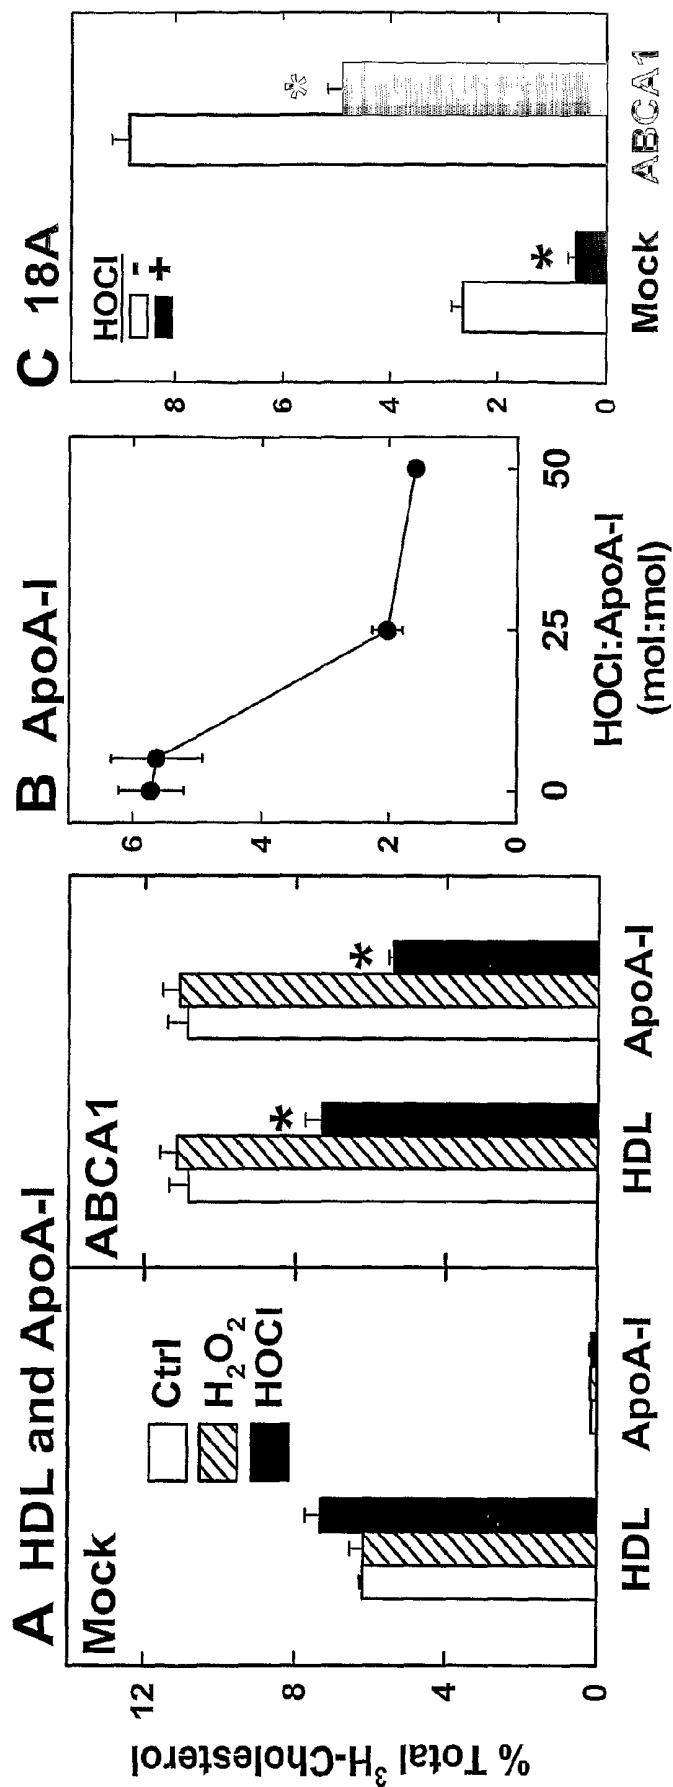 A HDL and ApoA-I
Mock
ABCA1
Ctrl
H2O2
HOCl
*
*
12
8
4
0
% Total 3H-Cholesterol
HDL
ApoA-I
HDL
ApoA-I
B ApoA-I
6
4
2
0
0
25
50
HOCl:ApoA-I
(mol:mol)
C 18A
HOCl
-
+
*
*
8
6
4
2
0
Mock
ABCA1